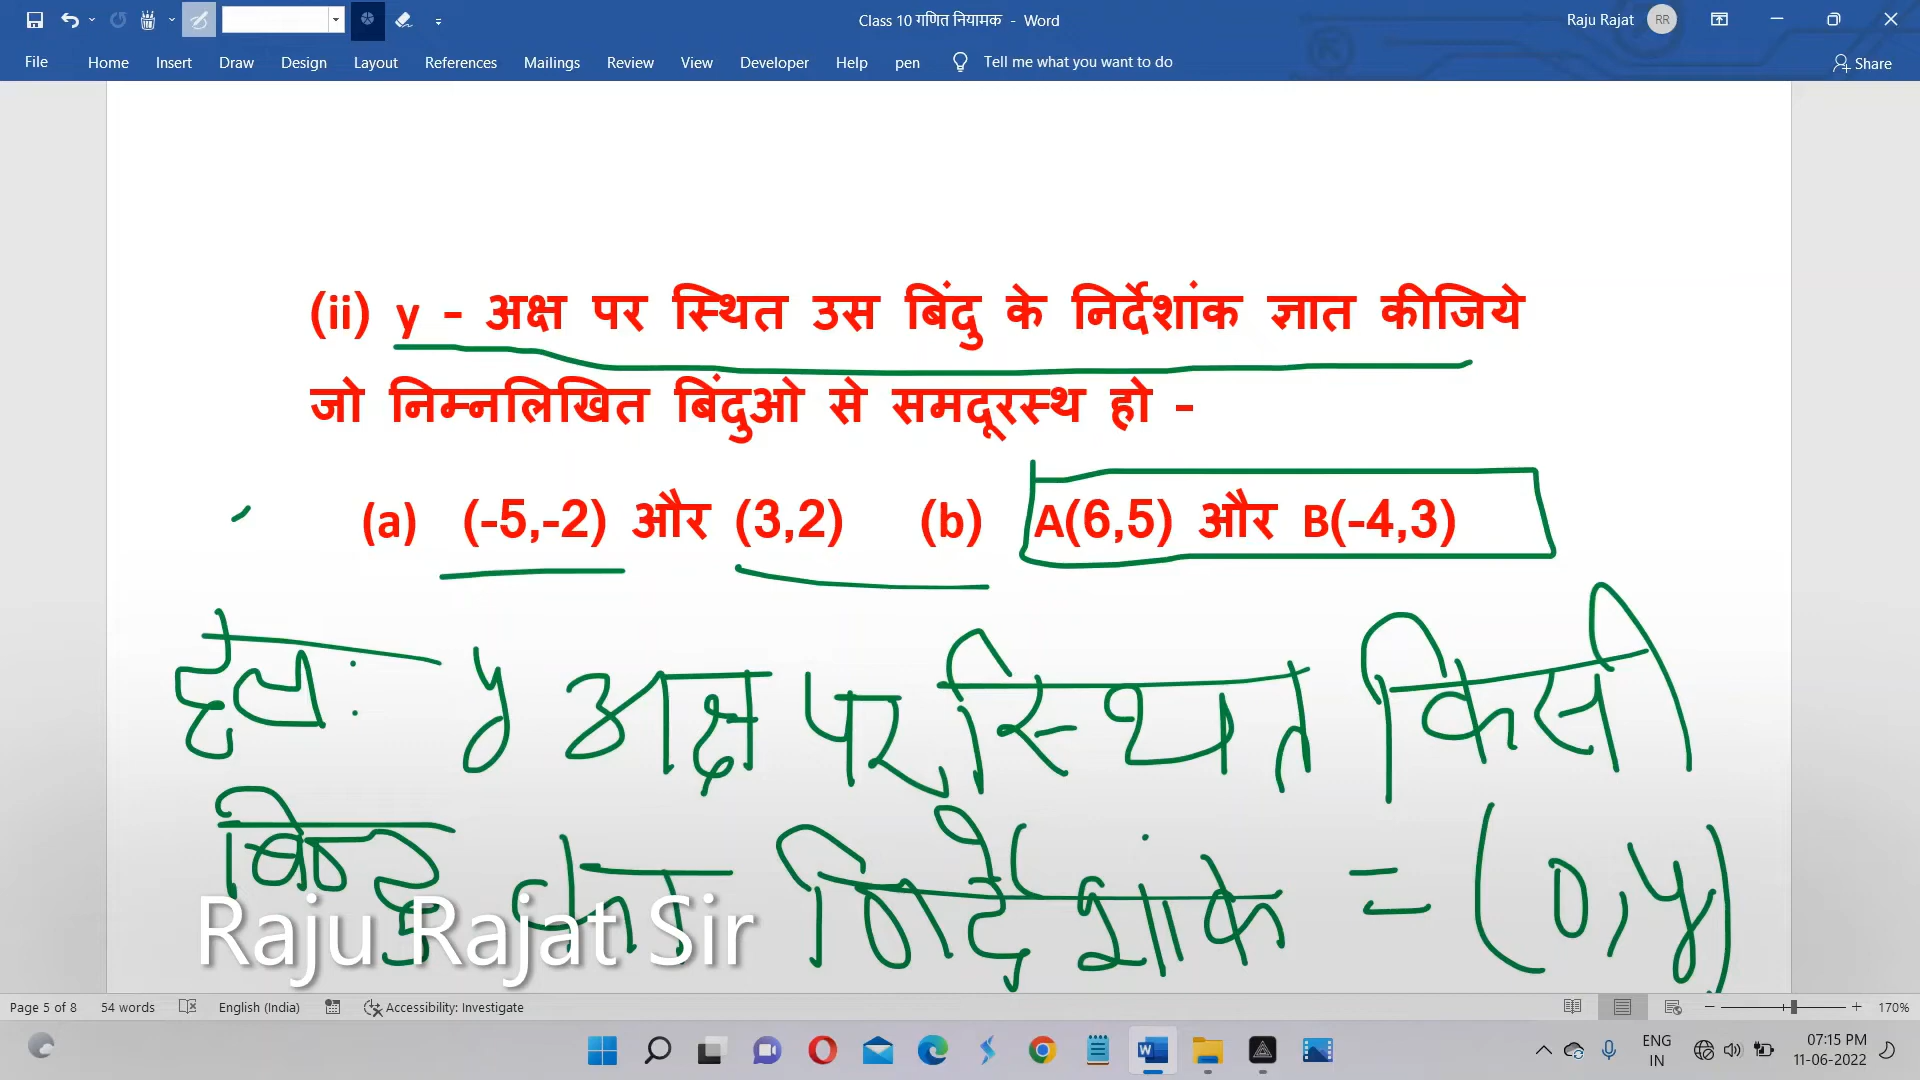 Class 10 गणित नियामक - Word
Raju Rajat RR
File Home Insert Draw Design Layout References Mailings Review View Developer Help pen Tell me what you want to do Share
(ii) y - अक्ष पर स्थित उस बिंदु के निर्देशांक ज्ञात कीजिये
जो निम्नलिखित बिंदुओ से समदूरस्थ हो -
(a) (-5,-2) और (3,2) (b) A(6,5) और B(-4,3)
हल : y अक्ष पर स्थित किसी
बिन्दु का निर्देशांक = (0,y)
Raju Rajat Sir
Page 5 of 8 54 words English (India) Accessibility: Investigate 170%
ENG IN 07:15 PM 11-06-2022